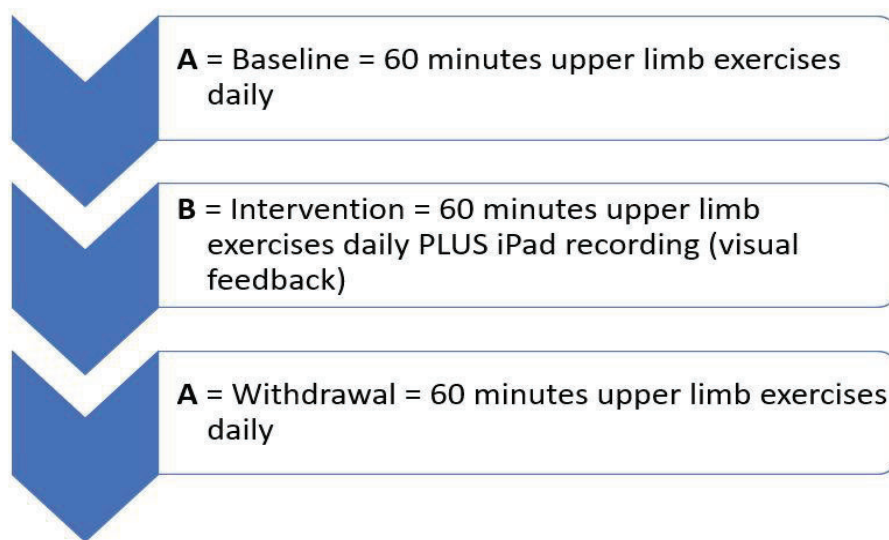 A = Baseline = 60 minutes upper limb exercises
daily
B = Intervention = 60 minutes upper limb
exercises daily PLUS iPad recording (visual
feedback)
A = Withdrawal = 60 minutes upper limb exercises
daily